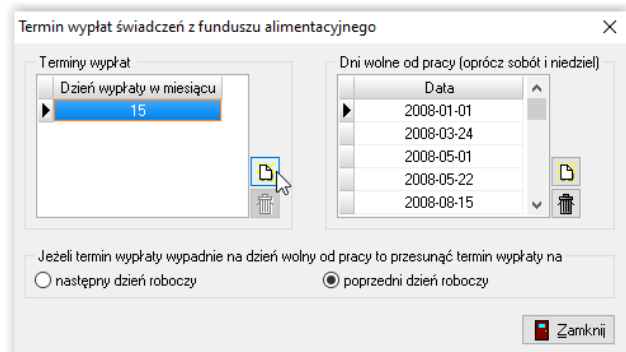 Termin wypłat świadczeń z funduszu alimentacyjnego
Terminy wypłat
Dzień wypłaty w miesiącu
15
Dni wolne od pracy (oprócz sobót i niedziel)
Data
2008-01-01
2008-03-24
2008-05-01
2008-05-22
2008-08-15
Jeżeli termin wypłaty wypadnie na dzień wolny od pracy to przesunąć termin wypłaty na
następny dzień roboczy
poprzedni dzień roboczy
Zamknij